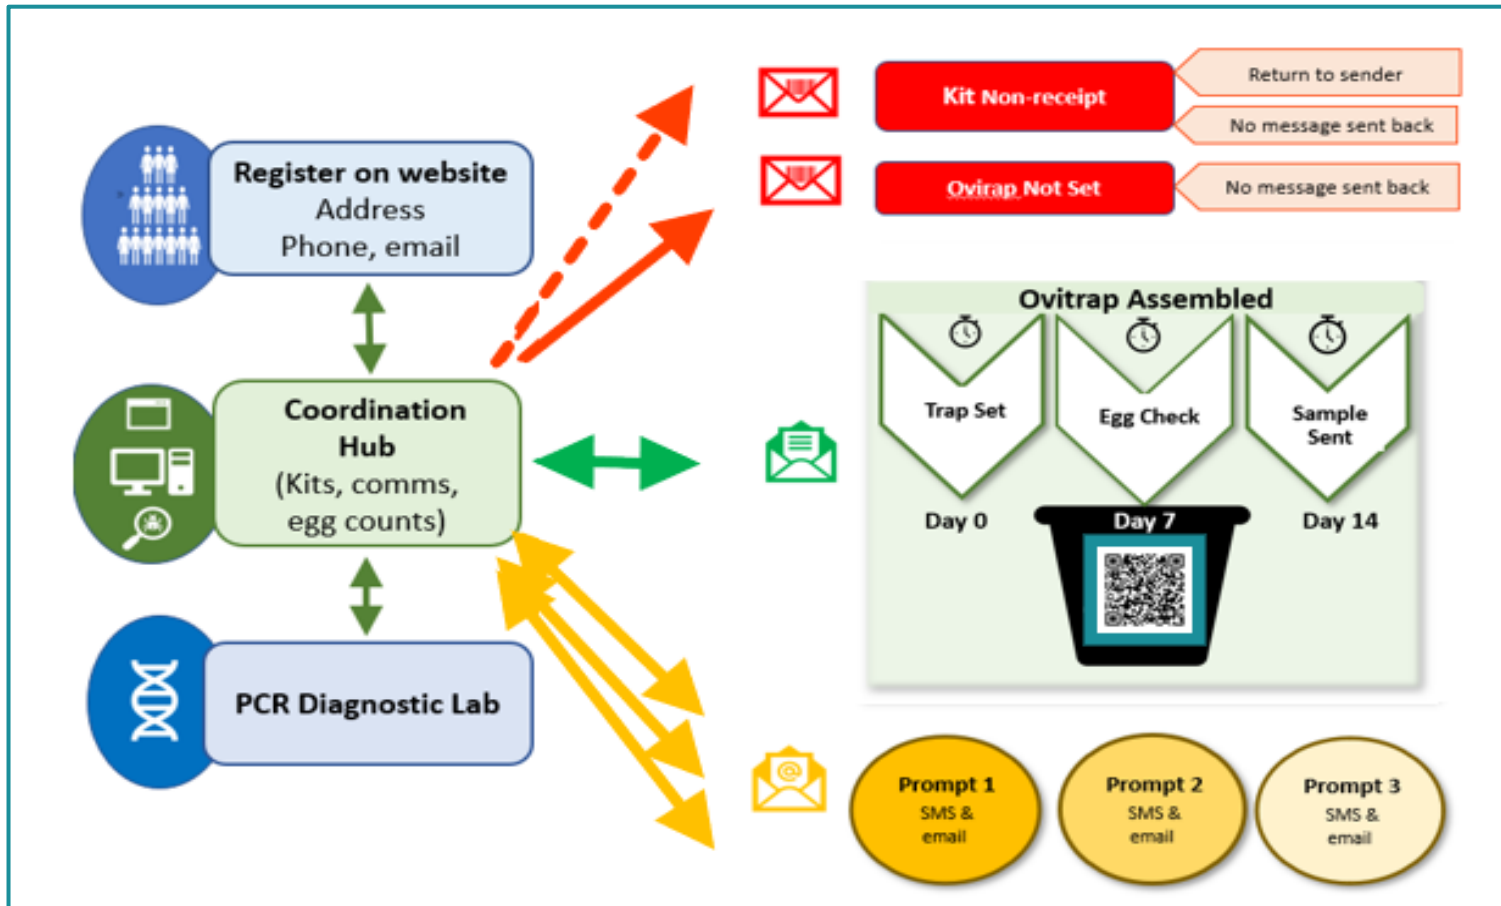 Register on website
Address
Phone, email
Coordination
Hub
(Kits, comms,
egg counts)
PCR Diagnostic Lab
Kit Non-receipt
Return to sender
No message sent back
Ovirap Not Set
No message sent back
Ovitrap Assembled
Trap Set
Egg Check
Sample
Sent
Day 0
Day 7
Day 14
@
Prompt 1
SMS &
email
Prompt 2
SMS &
email
Prompt 3
SMS &
email